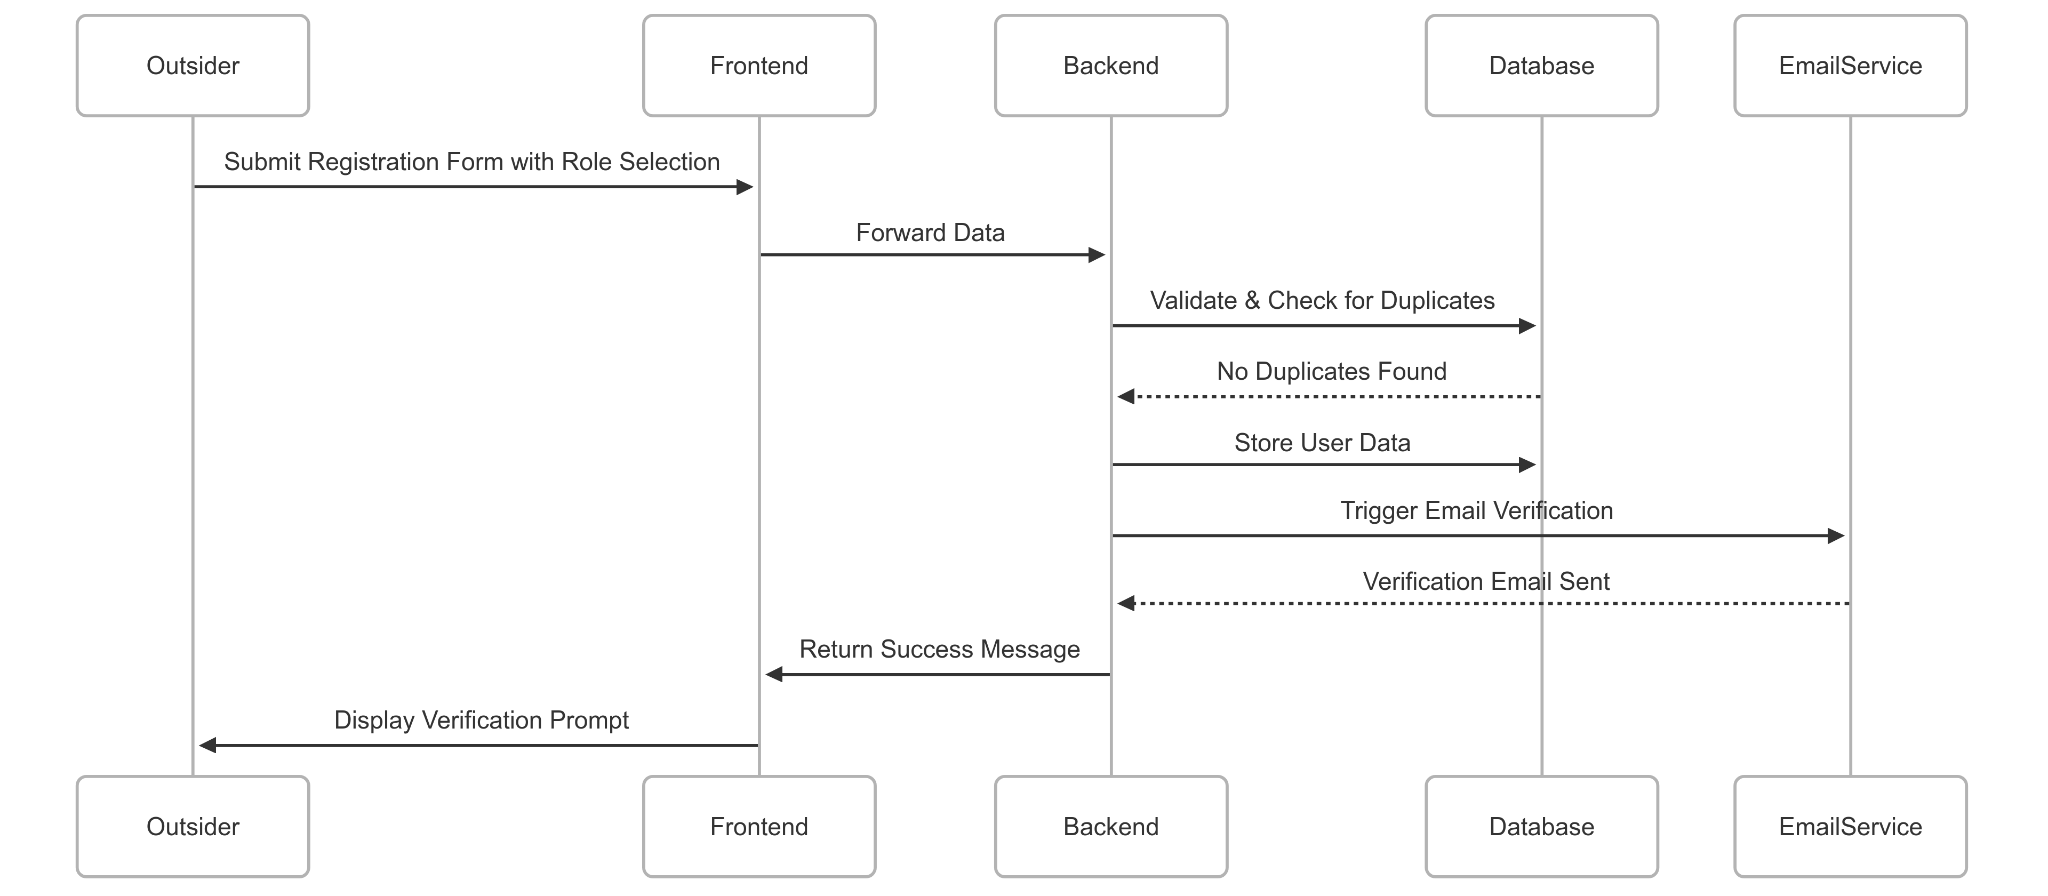 Outsider
Frontend
Backend
Database
EmailService
Submit Registration Form with Role Selection
Forward Data
Validate & Check for Duplicates
No Duplicates Found
Store User Data
Trigger Email Verification
Verification Email Sent
Return Success Message
Display Verification Prompt
Outsider
Frontend
Backend
Database
EmailService